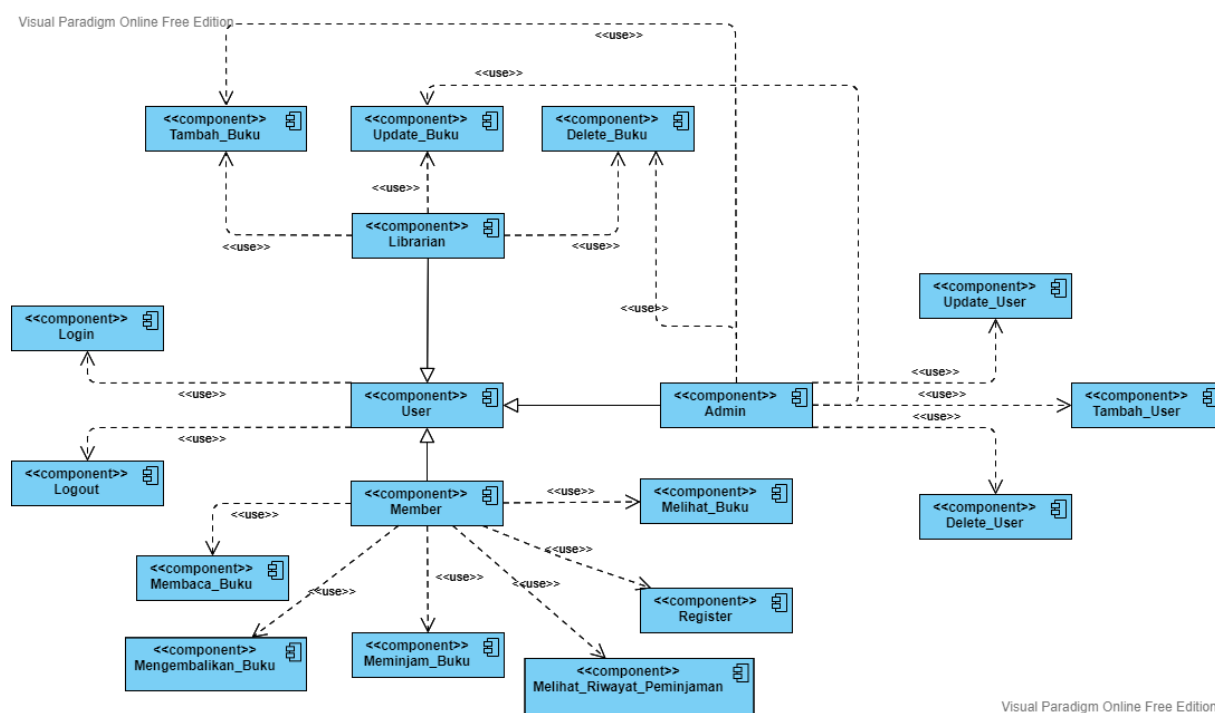 Visual Paradigm Online Free Edition
<<use>>
<<use>>
<<use>>
<<component>>
Tambah_Buku
<<component>>
Update_Buku
<<component>>
Delete_Buku
<<use>>
<<component>>
Librarian
<<use>>
<<use>>
<<component>>
Update_User
<<use>>
<<component>>
Login
<<use>>
<<use>>
<<component>>
User
<<component>>
Admin
<<use>>
<<component>>
Tambah_User
<<use>>
<<use>>
<<component>>
Logout
<<component>>
Member
<<use>>
<<component>>
Melihat_Buku
<<component>>
Delete_User
<<use>>
<<component>>
Membaca_Buku
<<use>>
<<use>>
<<use>>
<<use>>
<<component>>
Register
<<component>>
Mengembalikan_Buku
<<component>>
Meminjam_Buku
<<component>>
Melihat_Riwayat_Peminjaman
Visual Paradigm Online Free Edition